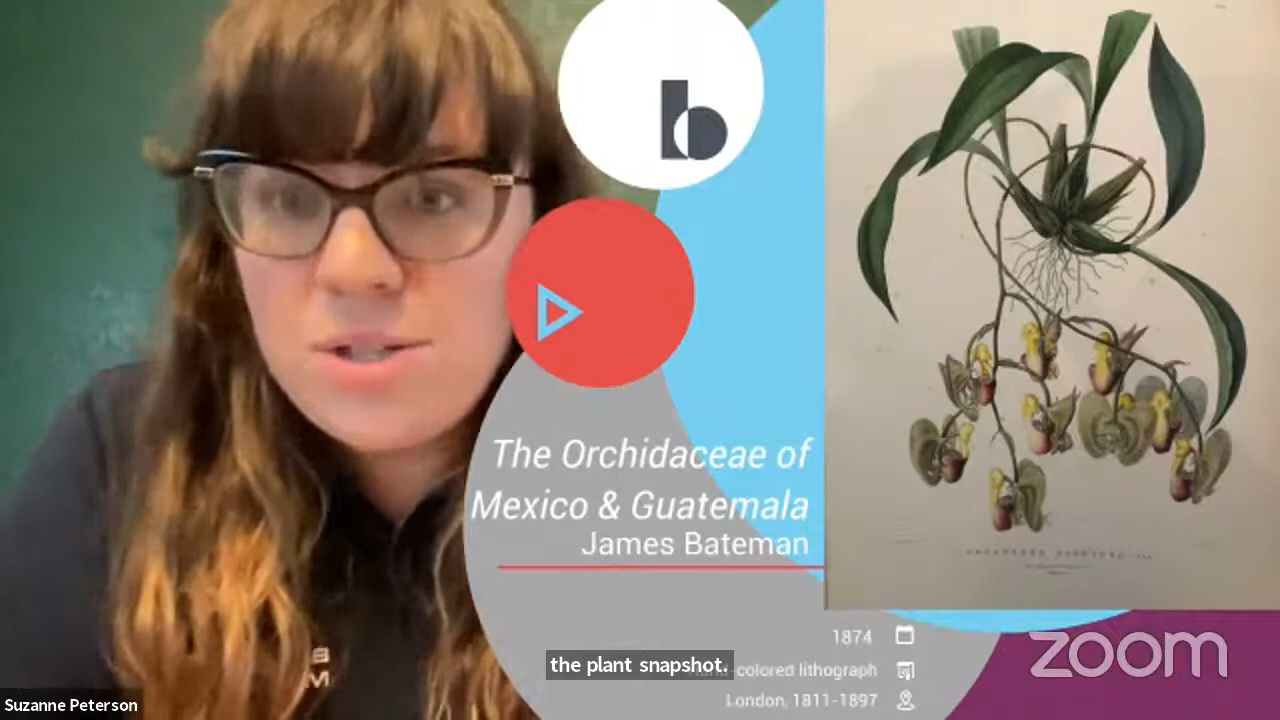 b
The Orchidaceae of
Mexico & Guatemala
James Bateman
1874
the plant snapshot.
-colored lithograph
London, 1811-1897
zoom
Suzanne Peterson